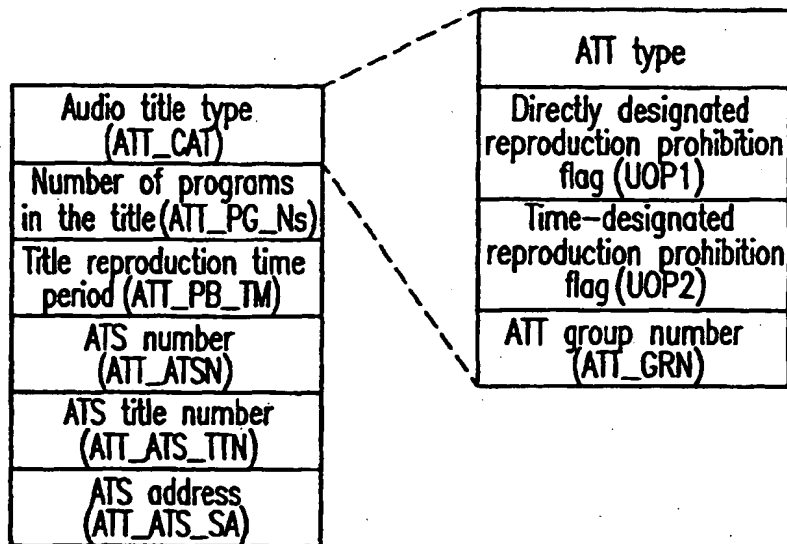 Audio title type
(ATT_CAT)
Number of programs
in the title (ATT_PG_Ns)
Title reproduction time
period (ATT_PB_TM)
ATS number
(ATT_ATSN)
ATS title number
(ATT_ATS_TTN)
ATS address
(ATT_ATS_SA)
ATT type
Directly designated
reproduction prohibition
flag (UOP1)
Time-designated
reproduction prohibition
flag (UOP2)
ATT group number
(ATT_GRN)